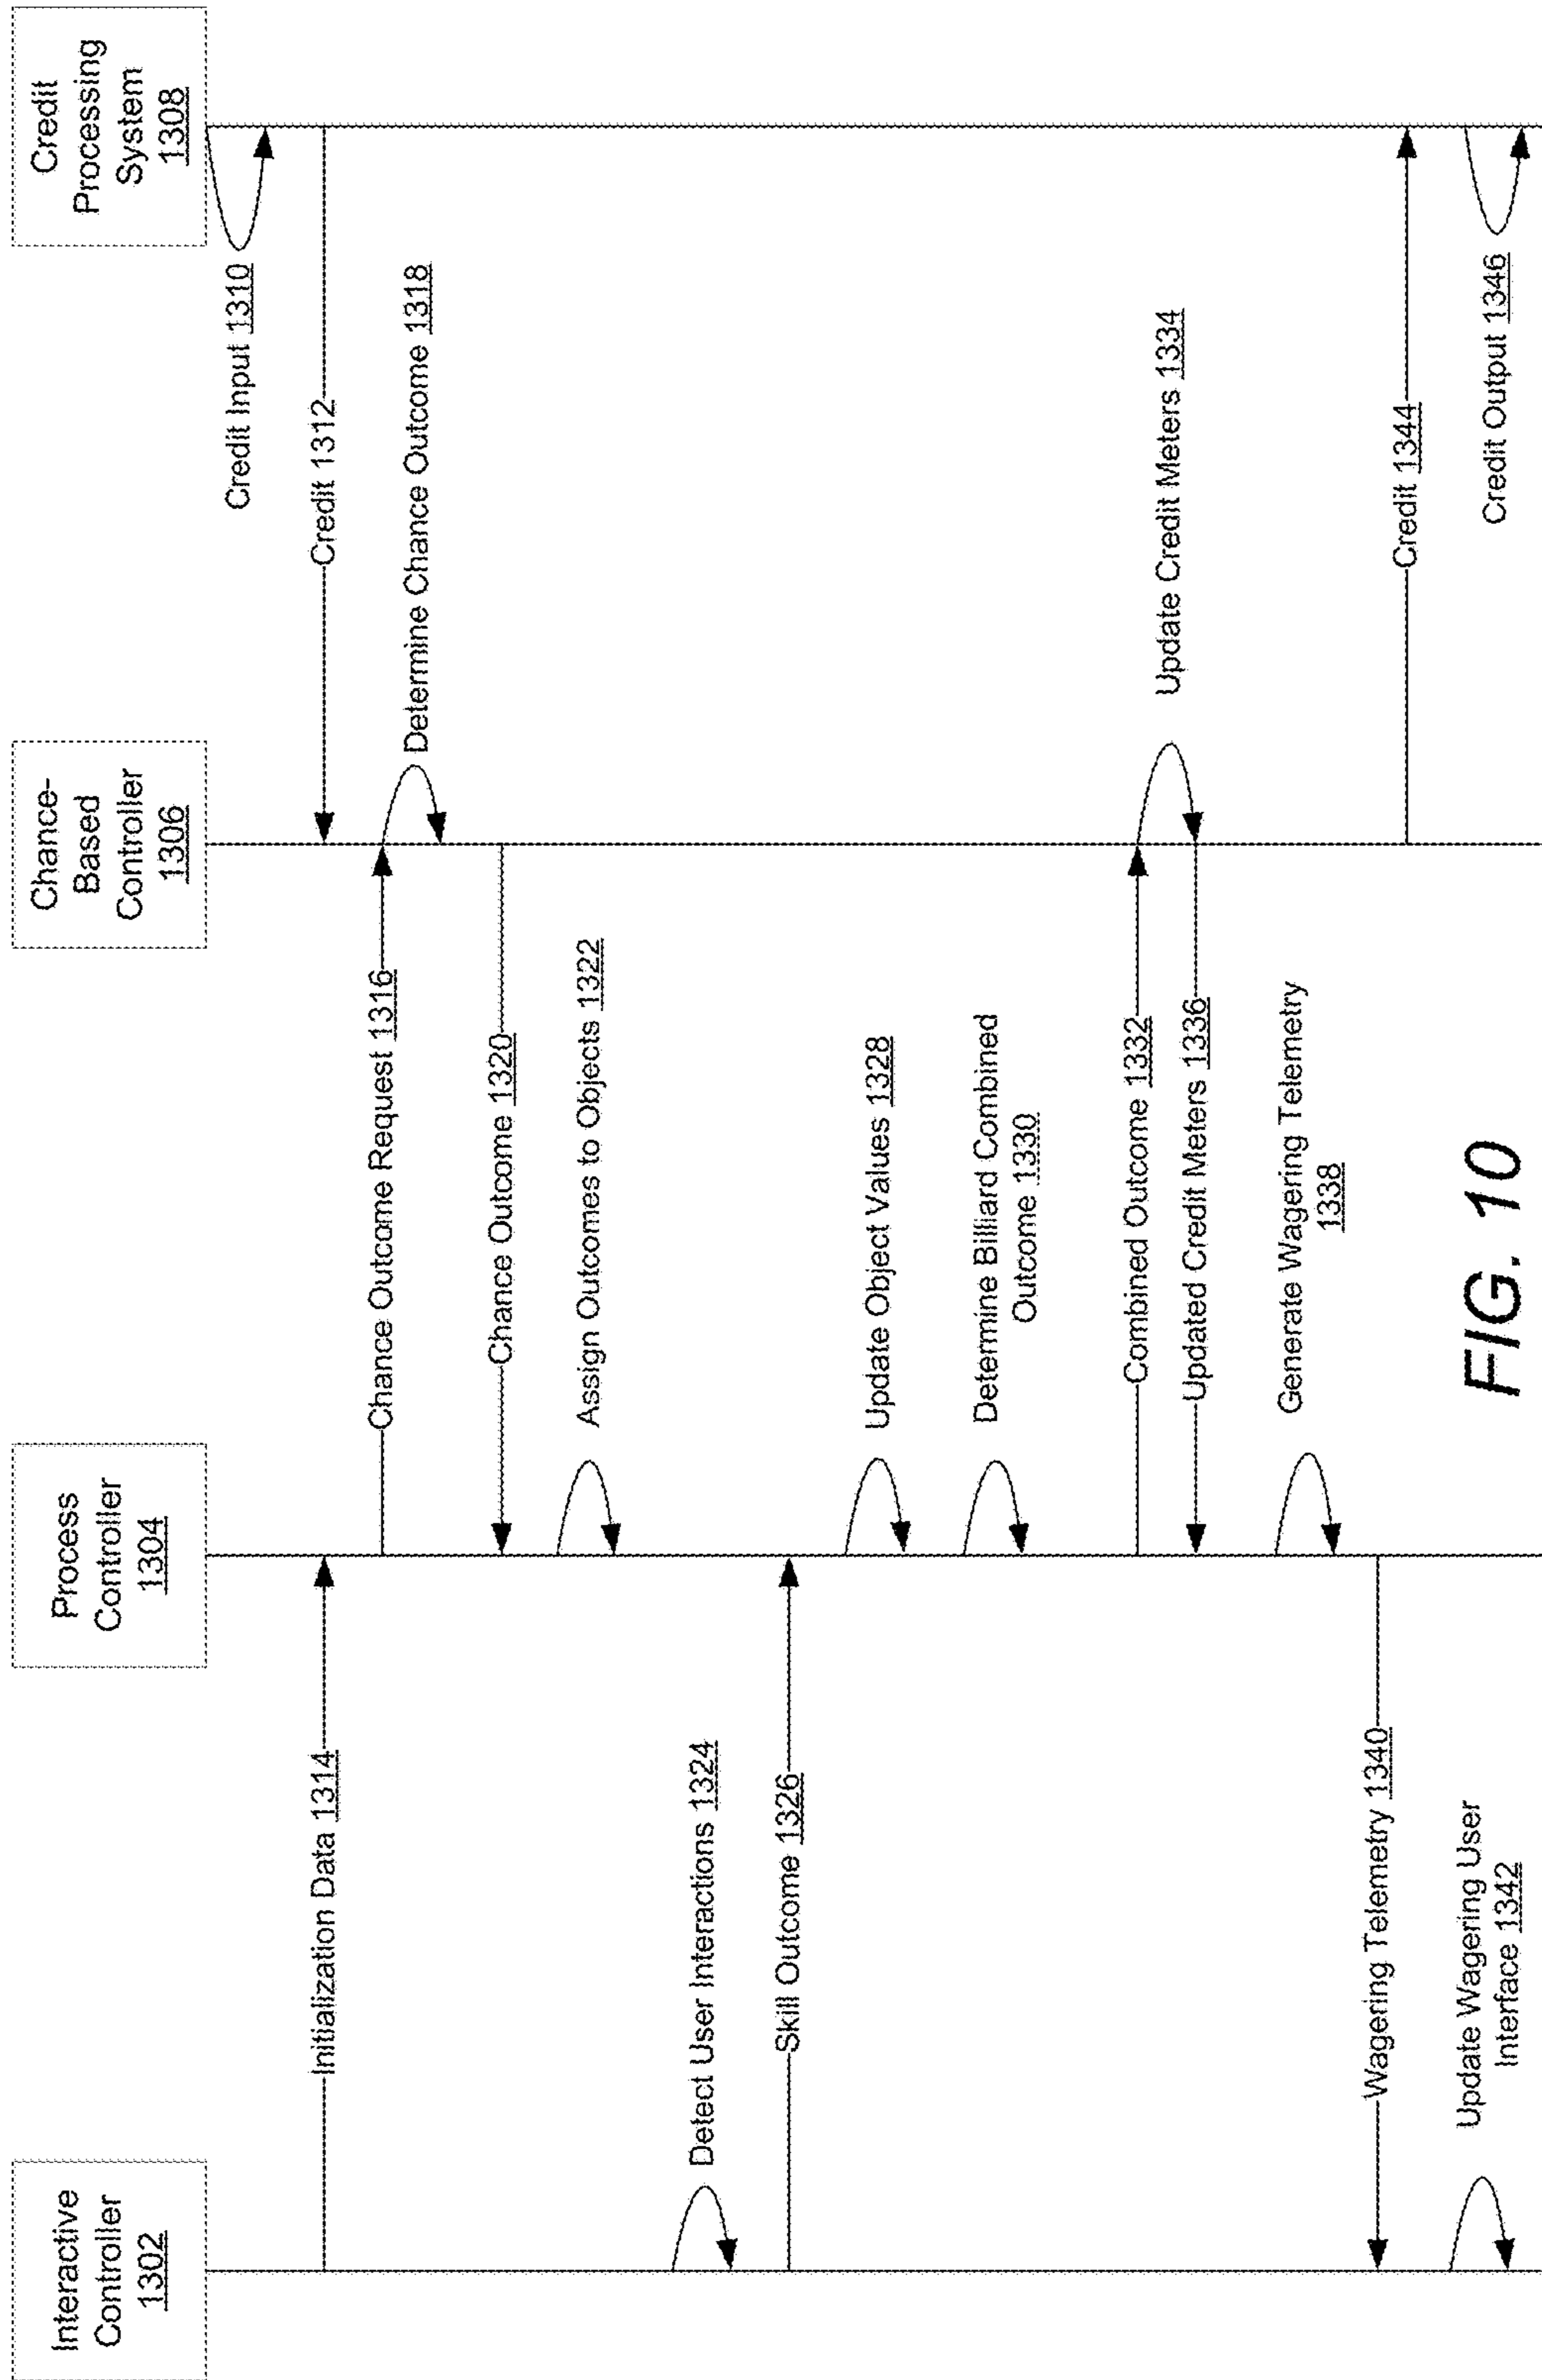 Interactive
Controller
1302
Process
Controller
1304
Chance-
Based
Controller
1306
Credit
Processing
System
1308
Credit Input 1310
Credit 1312
Initialization Data 1314
Chance Outcome Request 1316
Determine Chance Outcome 1318
Chance Outcome 1320
Assign Outcomes to Objects 1322
Detect User Interactions 1324
Skill Outcome 1326
Update Object Values 1328
Determine Billiard Combined
Outcome 1330
Combined Outcome 1332
Update Credit Meters 1334
Updated Credit Meters 1336
Generate Wagering Telemetry
1338
Wagering Telemetry 1340
Update Wagering User
Interface 1342
Credit 1344
Credit Output 1346
FIG. 10